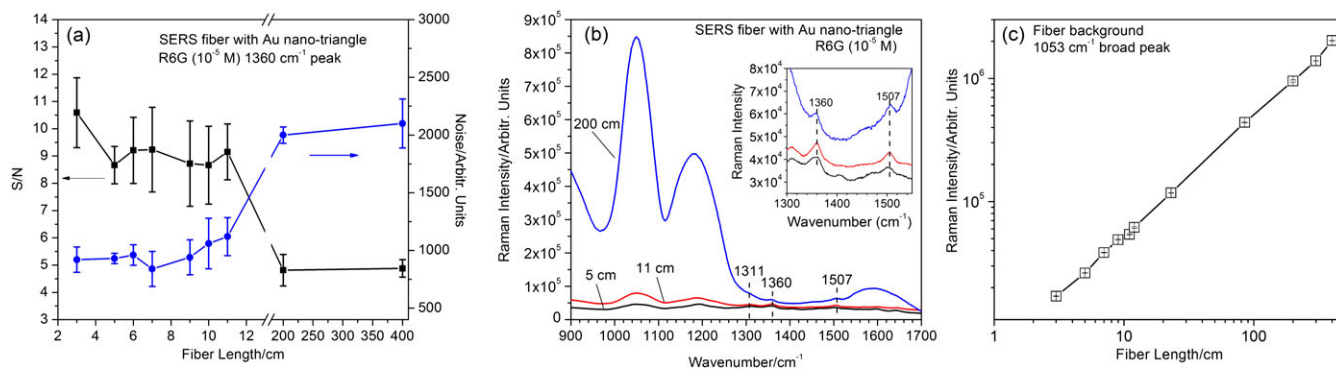 (a)
SERS fiber with Au nano-triangle
R6G (10⁻⁵ M) 1360 cm⁻¹ peak
S/N
14
13
12
11
10
9
8
7
6
5
4
3
2 4 6 8 10 12 200 400
Fiber Length/cm
3000
2500
2000
1500
1000
500
Noise/Arbitr. Units
(b)
SERS fiber with Au nano-triangle
R6G (10⁻⁵ M)
Raman Intensity/Arbitr. Units
9x10⁵
8x10⁵
7x10⁵
6x10⁵
5x10⁵
4x10⁵
3x10⁵
2x10⁵
1x10⁵
0
200 cm
5 cm
11 cm
1311
1360
1507
900 1000 1100 1200 1300 1400 1500 1600 1700
Wavenumber/cm⁻¹
Raman Intensity
8x10⁴
7x10⁴
6x10⁴
5x10⁴
4x10⁴
3x10⁴
1360
1507
1300 1400 1500
Wavenumber (cm⁻¹)
(c)
Fiber background
1053 cm⁻¹ broad peak
Raman Intensity/Arbitr. Units
10⁶
10⁵
1 10 100
Fiber Length/cm